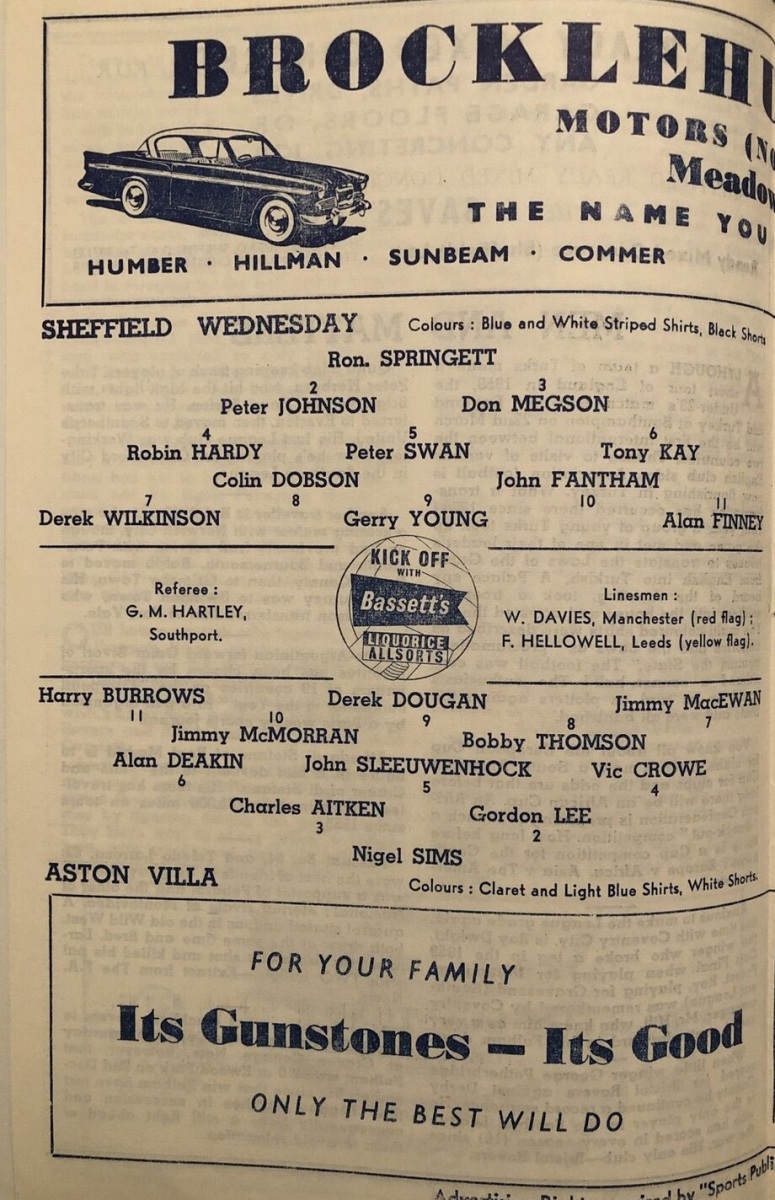 BROCKLEHU
MOTORS (NO
Meadow
THE NAME YOU
HUMBER · HILLMAN · SUNBEAM · COMMER
SHEFFIELD WEDNESDAY Colours : Blue and White Striped Shirts, Black Shorts
Ron. SPRINGETT
2 3
Peter JOHNSON Don MEGSON
4 5 6
Robin HARDY Peter SWAN Tony KAY
Colin DOBSON John FANTHAM
7 8 9 10 11
Derek WILKINSON Gerry YOUNG Alan FINNEY
KICK OFF
WITH
Bassett's
LIQUORICE
ALLSORTS
Referee :
G. M. HARTLEY,
Southport.
Linesmen :
W. DAVIES, Manchester (red flag) ;
F. HELLOWELL, Leeds (yellow flag).
Harry BURROWS Derek DOUGAN Jimmy MacEWAN
11 10 9 8 7
Jimmy McMORRAN Bobby THOMSON
Alan DEAKIN John SLEEUWENHOCK Vic CROWE
6 5 4
Charles AITKEN Gordon LEE
3 2
Nigel SIMS
ASTON VILLA Colours : Claret and Light Blue Shirts, White Shorts.
FOR YOUR FAMILY
Its Gunstones — Its Good
ONLY THE BEST WILL DO
by "Sports Publi